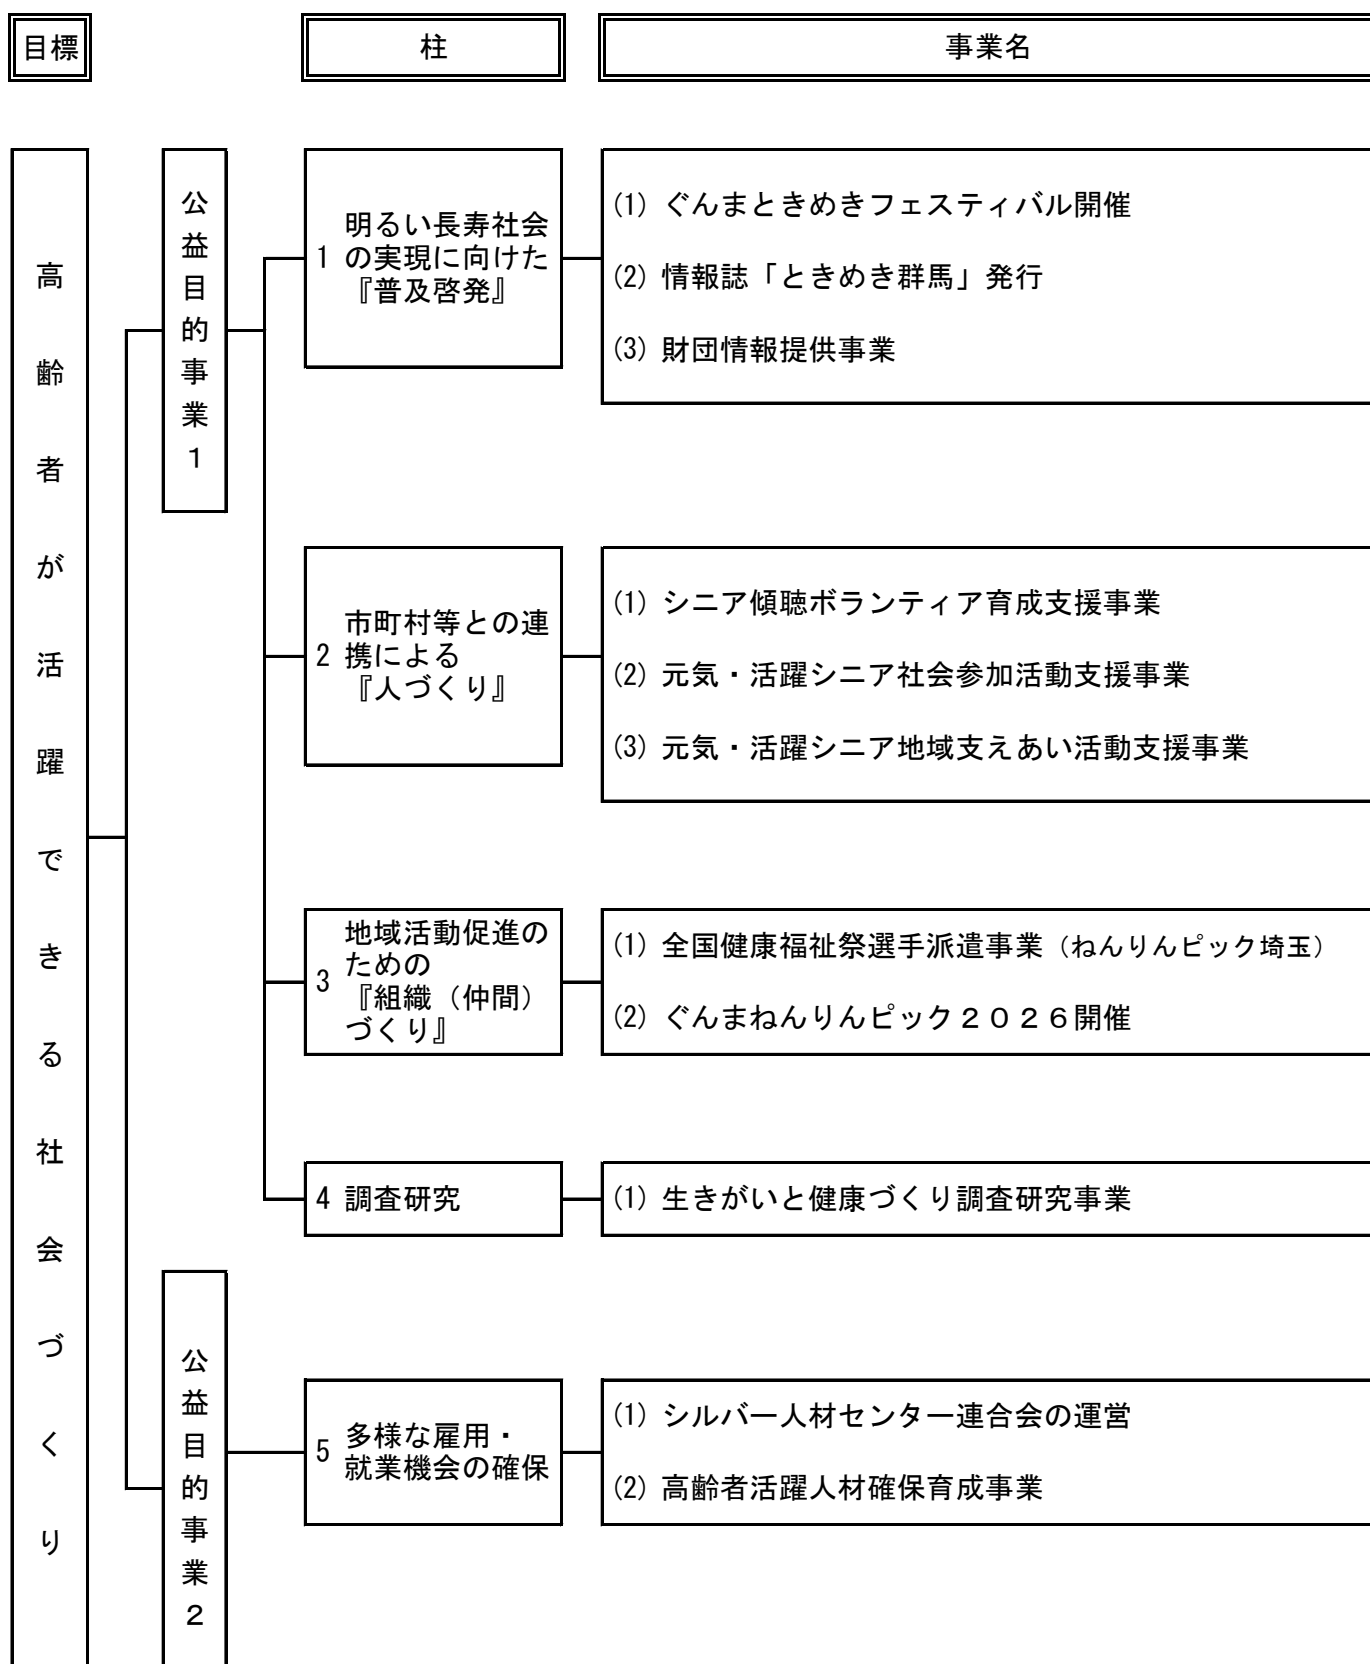 目標
柱
事業名
高齢者が活躍できる社会づくり
公益目的事業1
1
明るい長寿社会
の実現に向けた
『普及啓発』
(1) ぐんまときめきフェスティバル開催
(2) 情報誌「ときめき群馬」発行
(3) 財団情報提供事業
2
市町村等との連
携による
『人づくり』
(1) シニア傾聴ボランティア育成支援事業
(2) 元気・活躍シニア社会参加活動支援事業
(3) 元気・活躍シニア地域支えあい活動支援事業
3
地域活動促進の
ための
『組織（仲間）
づくり』
(1) 全国健康福祉祭選手派遣事業（ねんりんピック埼玉）
(2) ぐんまねんりんピック２０２６開催
4 調査研究
(1) 生きがいと健康づくり調査研究事業
公益目的事業２
5
多様な雇用・
就業機会の確保
(1) シルバー人材センター連合会の運営
(2) 高齢者活躍人材確保育成事業